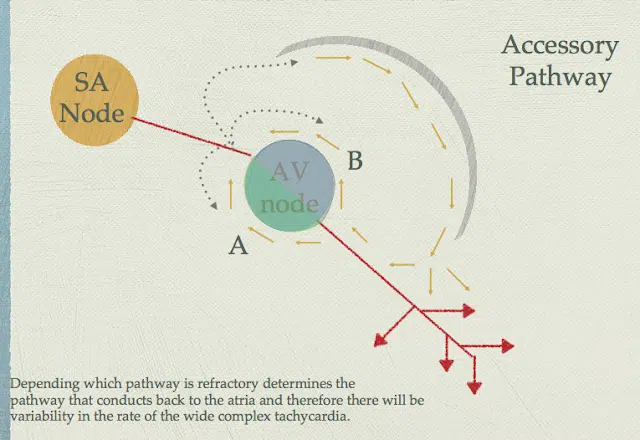 Accessory
Pathway
SA
Node
AV
node
B
A
Depending which pathway is refractory determines the
pathway that conducts back to the atria and therefore there will be
variability in the rate of the wide complex tachycardia.